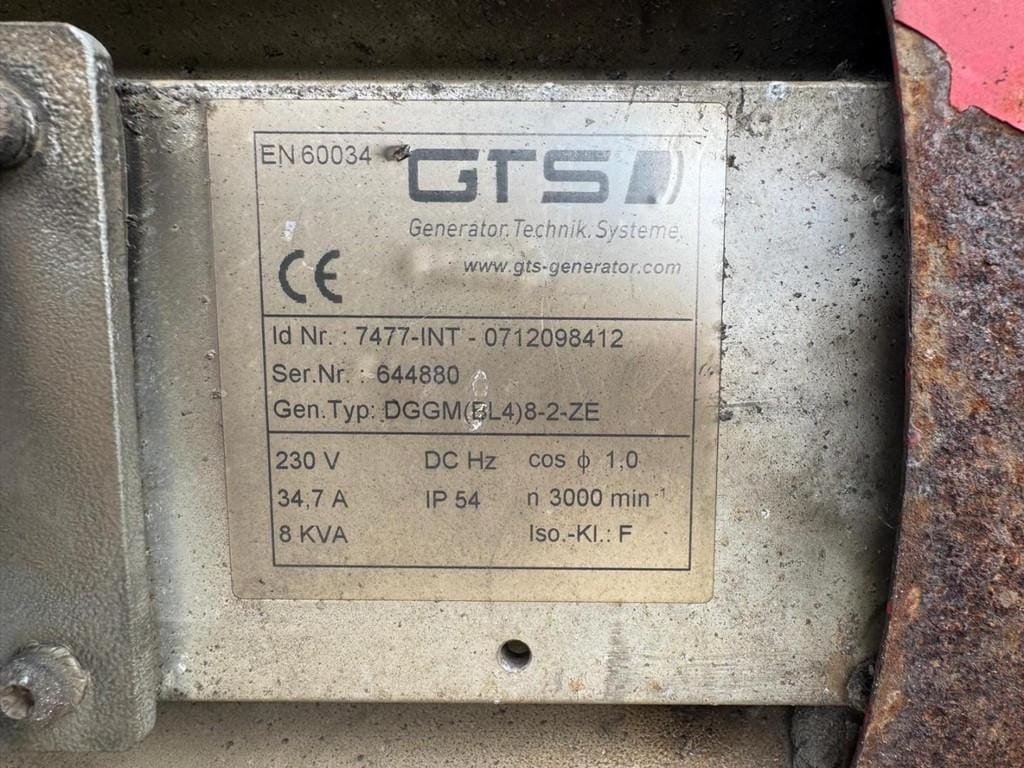 EN 60034
GTS
Generator. Technik. Systeme.
www.gts-generator.com
CE
Id Nr. : 7477-INT - 0712098412
Ser.Nr. : 644880
Gen.Typ: DGGM(BL4)8-2-ZE
230 V DC Hz cos ϕ 1,0
34,7 A IP 54 n 3000 min⁻¹
8 KVA Iso.-Kl.: F